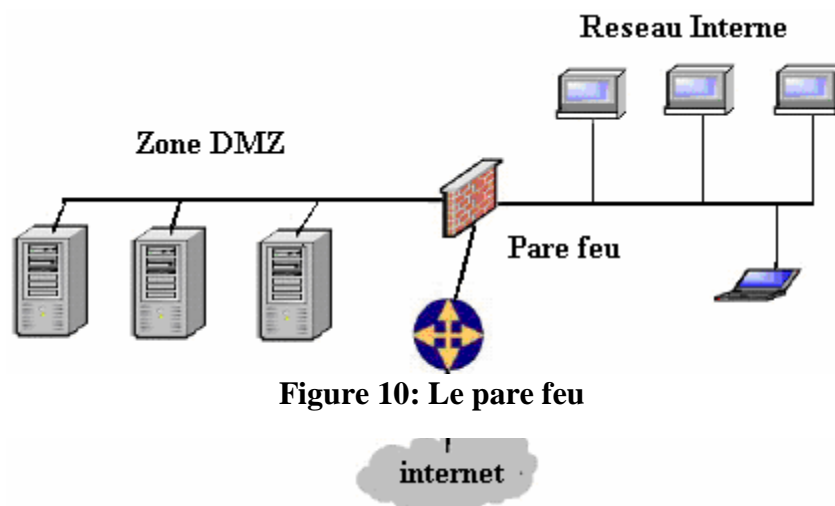 Reseau Interne
Zone DMZ
Pare feu
Figure 10: Le pare feu
internet